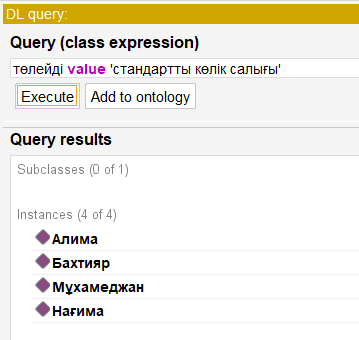 DL query:
Query (class expression)
төлейді value 'стандартты көлік салығы'
Execute Add to ontology
Query results
Subclasses (0 of 1)
Instances (4 of 4)
Алима
Бахтияр
Мұхамеджан
Нағима